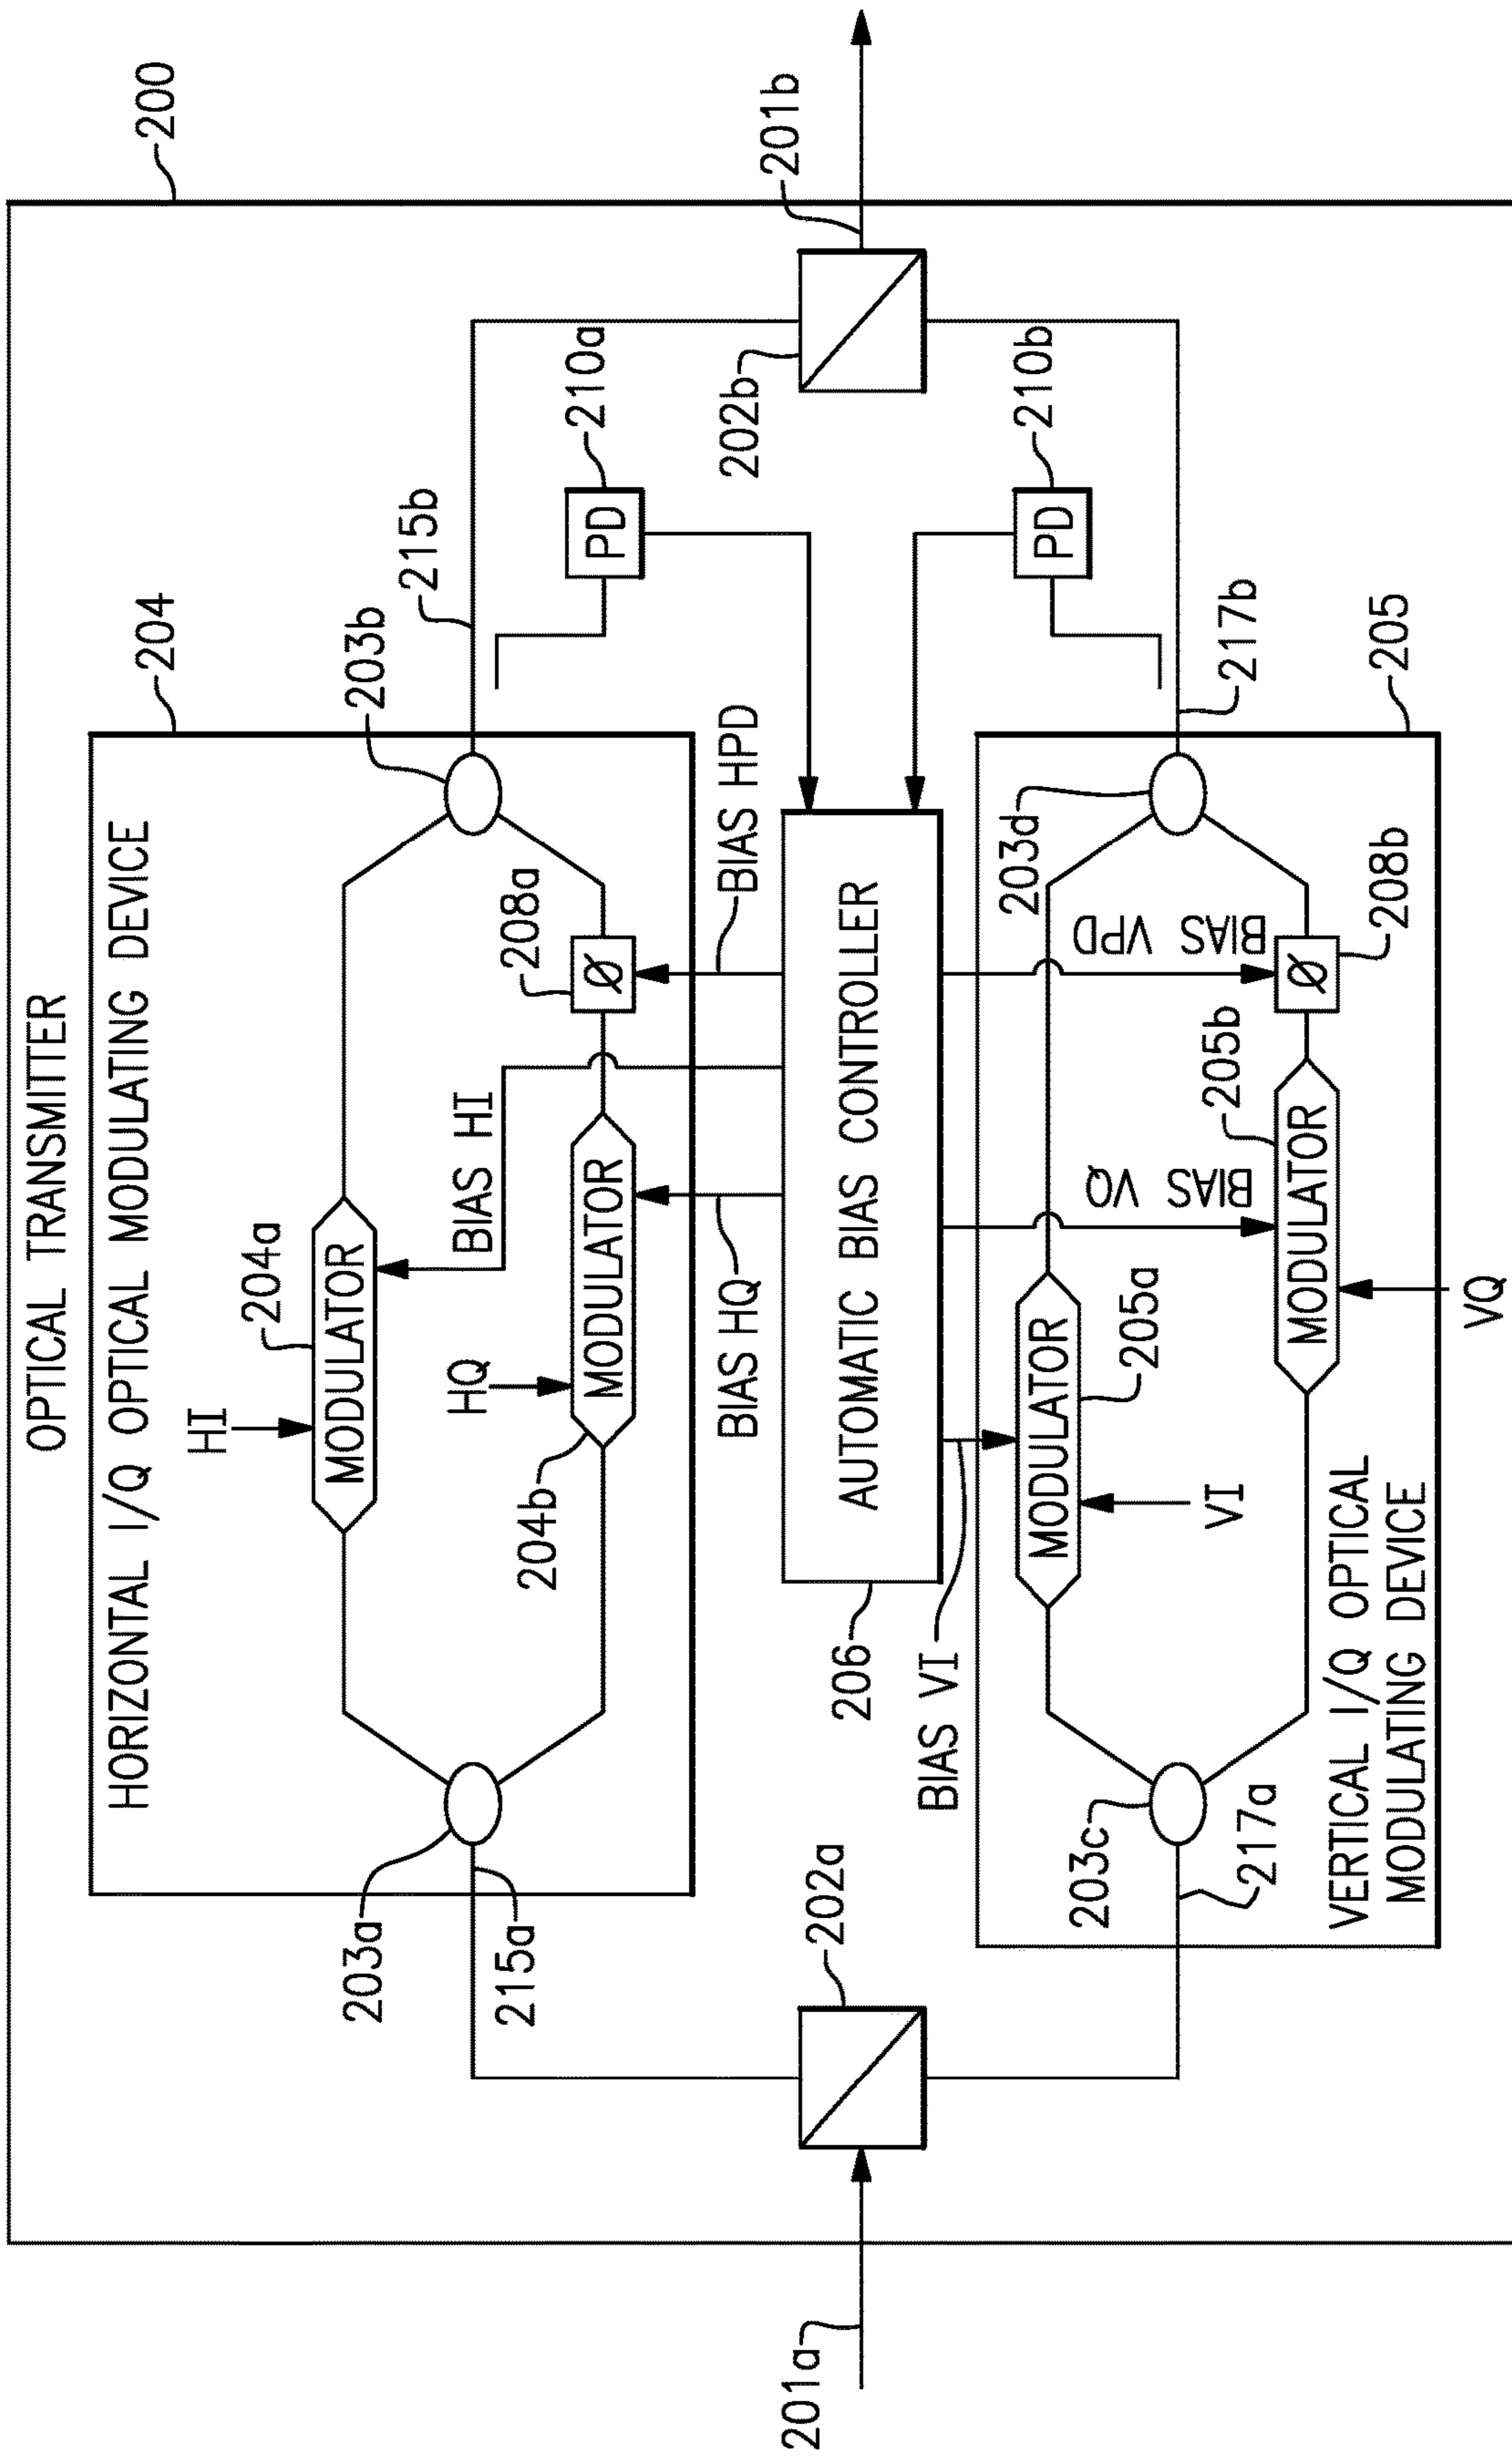 OPTICAL TRANSMITTER
200
HORIZONTAL I/Q OPTICAL MODULATING DEVICE
204
HI
204a
MODULATOR
203a
203b
215a
215b
BIAS HI
HQ
204b
MODULATOR
208a
Ø
PD
210a
BIAS HQ
BIAS HPD
202a
202b
201a
201b
206
AUTOMATIC BIAS CONTROLLER
BIAS VI
203c
203d
PD
210b
MODULATOR
205a
BIAS VQ
BIAS VPD
VI
217a
217b
205b
MODULATOR
Ø
208b
VERTICAL I/Q OPTICAL
MODULATING DEVICE
205
VQ